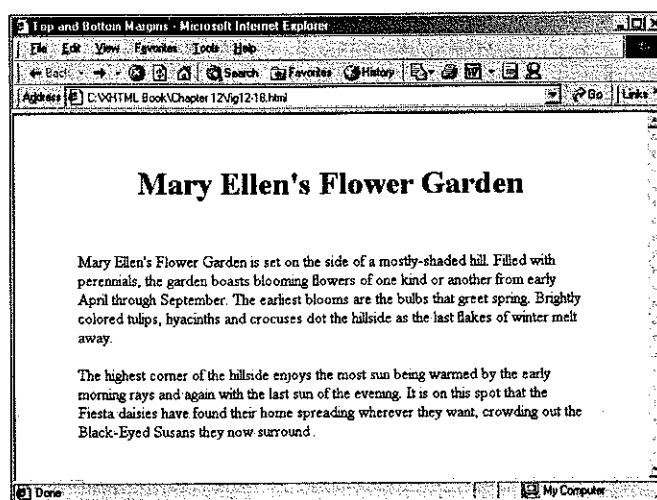 Top and Bottom Margins - Microsoft Internet Explorer
File Edit View Favorites Tools Help
Back Search Favorites History
Address C:\XHTML Book\Chapter 12\fig12-18.html Go Links
Mary Ellen's Flower Garden
Mary Ellen's Flower Garden is set on the side of a mostly-shaded hill. Filled with
perennials, the garden boasts blooming flowers of one kind or another from early
April through September. The earliest blooms are the bulbs that greet spring. Brightly
colored tulips, hyacinths and crocuses dot the hillside as the last flakes of winter melt
away.
The highest corner of the hillside enjoys the most sun being warmed by the early
morning rays and again with the last sun of the evening. It is on this spot that the
Fiesta daisies have found their home spreading wherever they want, crowding out the
Black-Eyed Susans they now surround.
Done My Computer